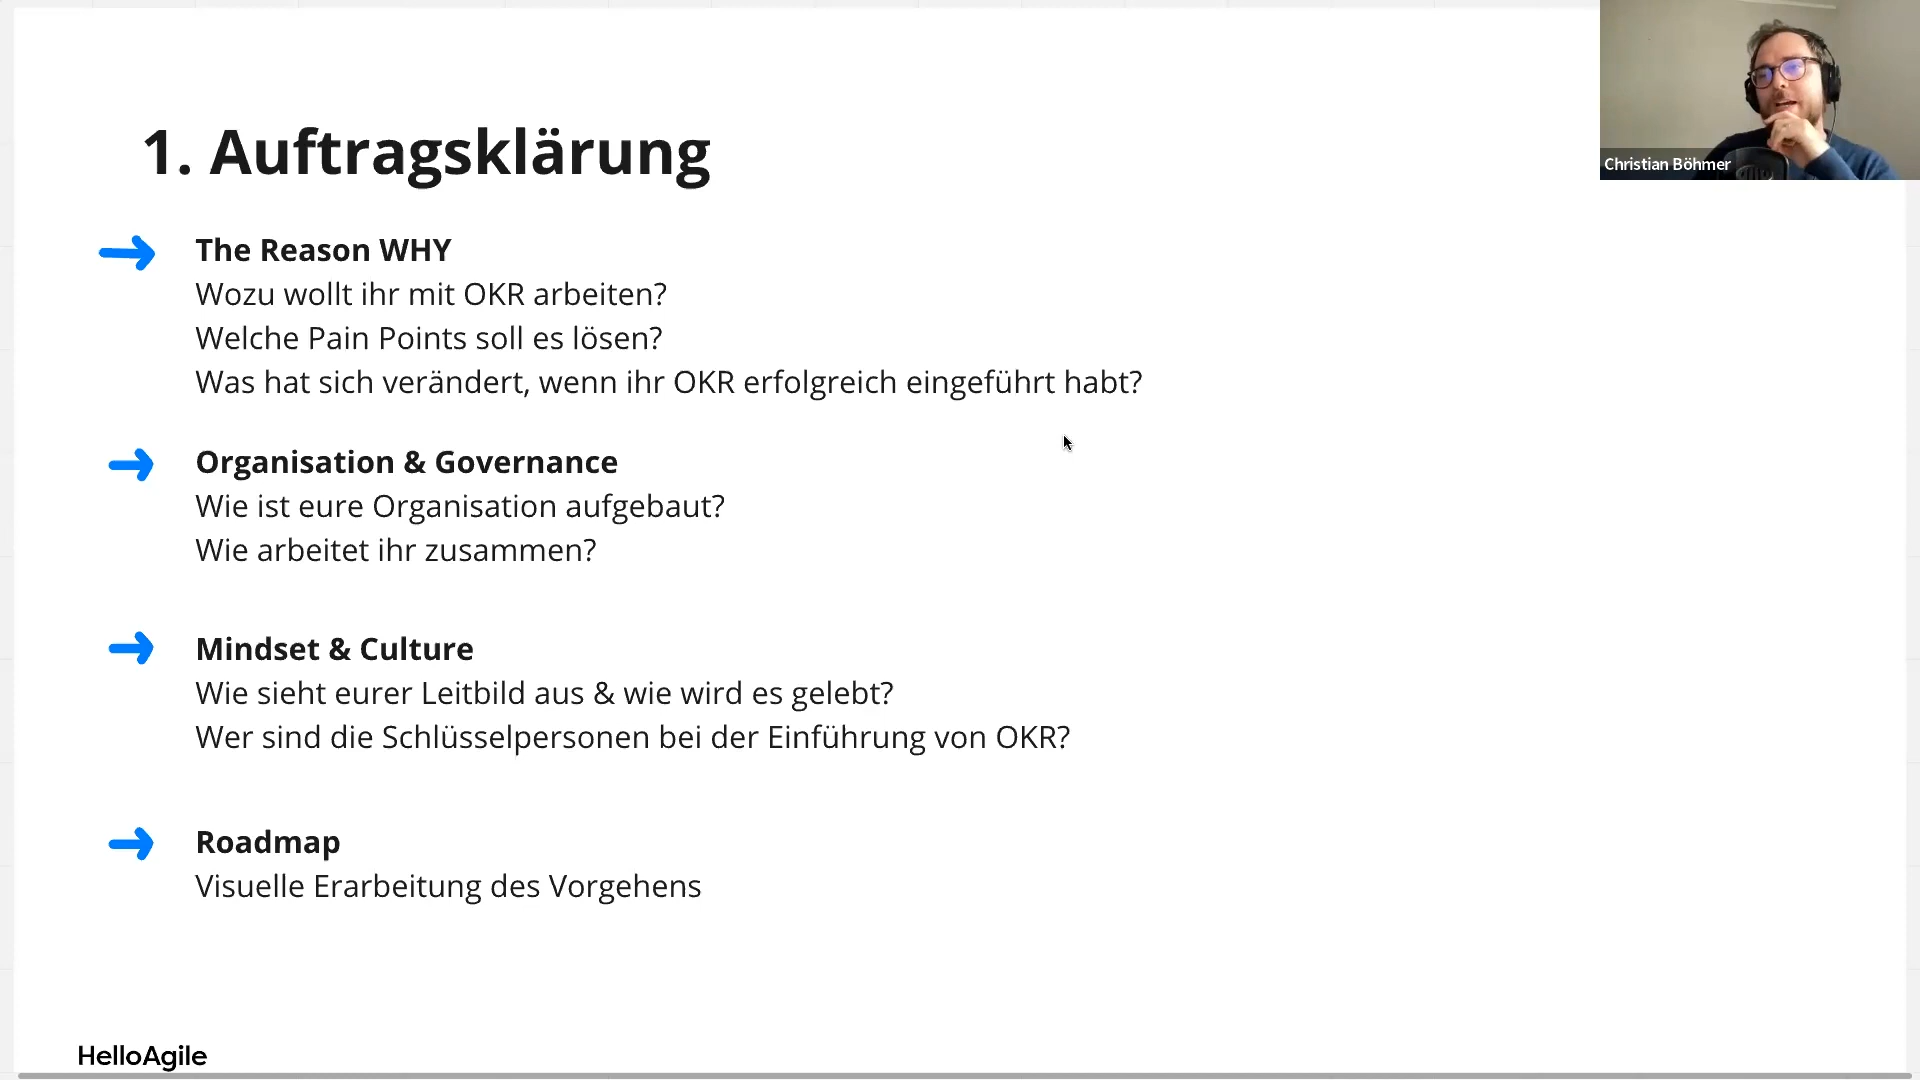 1. Auftragsklärung
The Reason WHY
Wozu wollt ihr mit OKR arbeiten?
Welche Pain Points soll es lösen?
Was hat sich verändert, wenn ihr OKR erfolgreich eingeführt habt?
Organisation & Governance
Wie ist eure Organisation aufgebaut?
Wie arbeitet ihr zusammen?
Mindset & Culture
Wie sieht eurer Leitbild aus & wie wird es gelebt?
Wer sind die Schlüsselpersonen bei der Einführung von OKR?
Roadmap
Visuelle Erarbeitung des Vorgehens
HelloAgile
Christian Böhmer